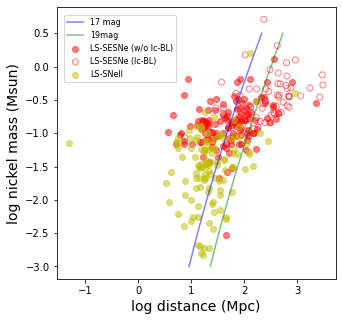 17 mag
19mag
LS-SESNe (w/o Ic-BL)
LS-SESNe (Ic-BL)
LS-SNeII
0.5
0.0
−0.5
−1.0
−1.5
−2.0
−2.5
−3.0
log nickel mass (Msun)
−1
0
1
2
3
log distance (Mpc)